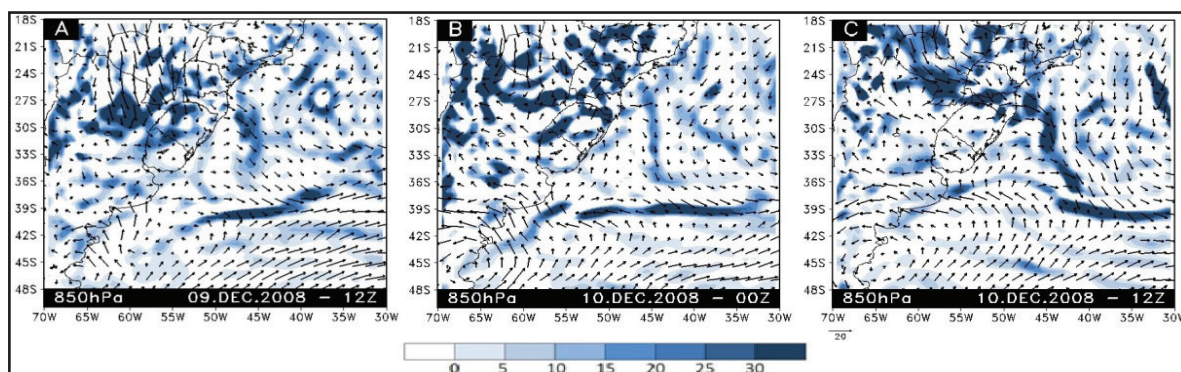 A
18S
21S
24S
27S
30S
33S
36S
39S
42S
45S
48S
850hPa 09.DEC.2008 – 12Z
70W 65W 60W 55W 50W 45W 40W 35W 30W
B
18S
21S
24S
27S
30S
33S
36S
39S
42S
45S
48S
850hPa 10.DEC.2008 – 00Z
70W 65W 60W 55W 50W 45W 40W 35W 30W
C
18S
21S
24S
27S
30S
33S
36S
39S
42S
45S
48S
850hPa 10.DEC.2008 – 12Z
70W 65W 60W 55W 50W 45W 40W 35W 30W
20
0 5 10 15 20 25 30